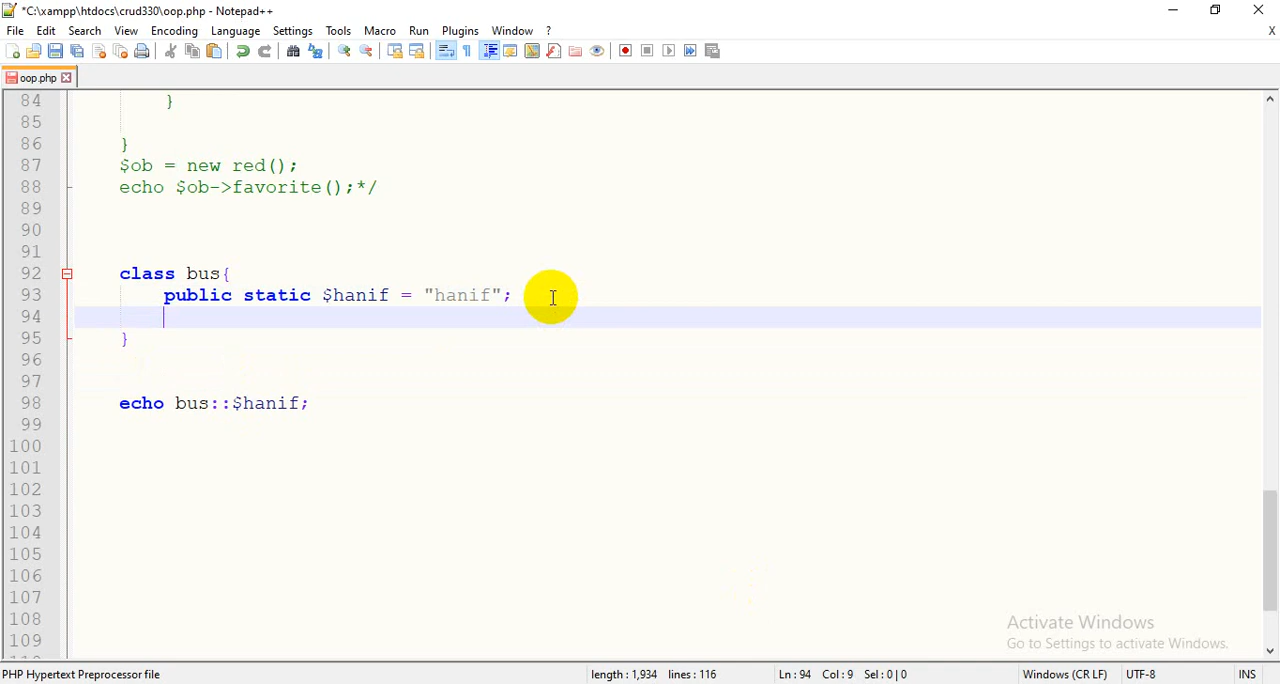 *C:\xampp\htdocs\crud330\oop.php - Notepad++
File Edit Search View Encoding Language Settings Tools Macro Run Plugins Window ? X
oop.php
84 }
85
86 }
87 $ob = new red();
88 echo $ob->favorite();*/
89
90
91
92 class bus{
93 public static $hanif = "hanif";
94
95 }
96
97
98 echo bus::$hanif;
99
100
101
102
103
104
105
106
107
108
109
Activate Windows
Go to Settings to activate Windows.
PHP Hypertext Preprocessor file length : 1,934 lines : 116 Ln : 94 Col : 9 Sel : 0 | 0 Windows (CR LF) UTF-8 INS